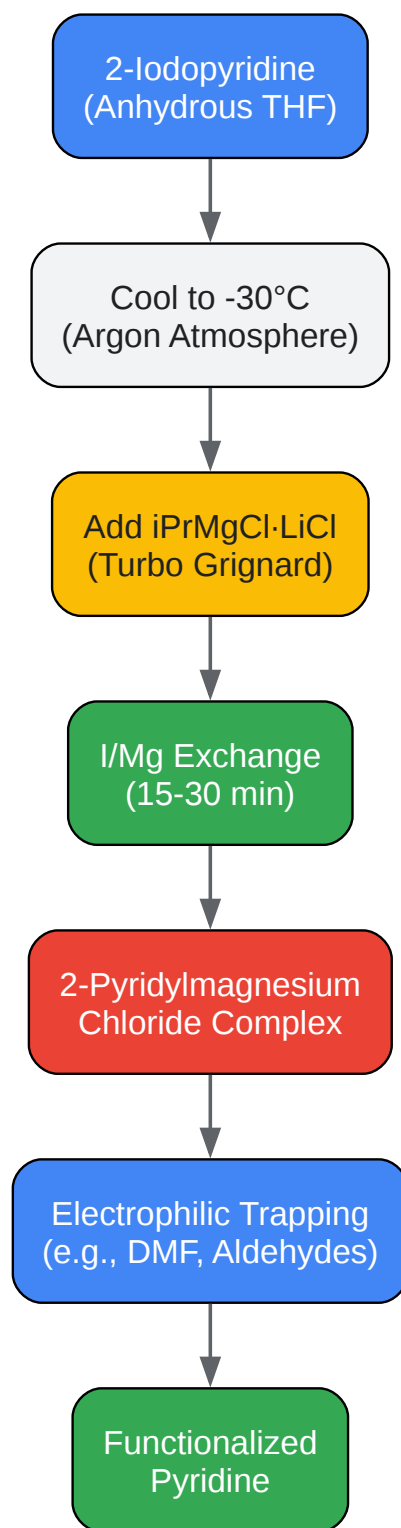 2-Iodopyridine
(Anhydrous THF)
Cool to -30°C
(Argon Atmosphere)
Add iPrMgCl·LiCl
(Turbo Grignard)
I/Mg Exchange
(15-30 min)
2-Pyridylmagnesium
Chloride Complex
Electrophilic Trapping
(e.g., DMF, Aldehydes)
Functionalized
Pyridine